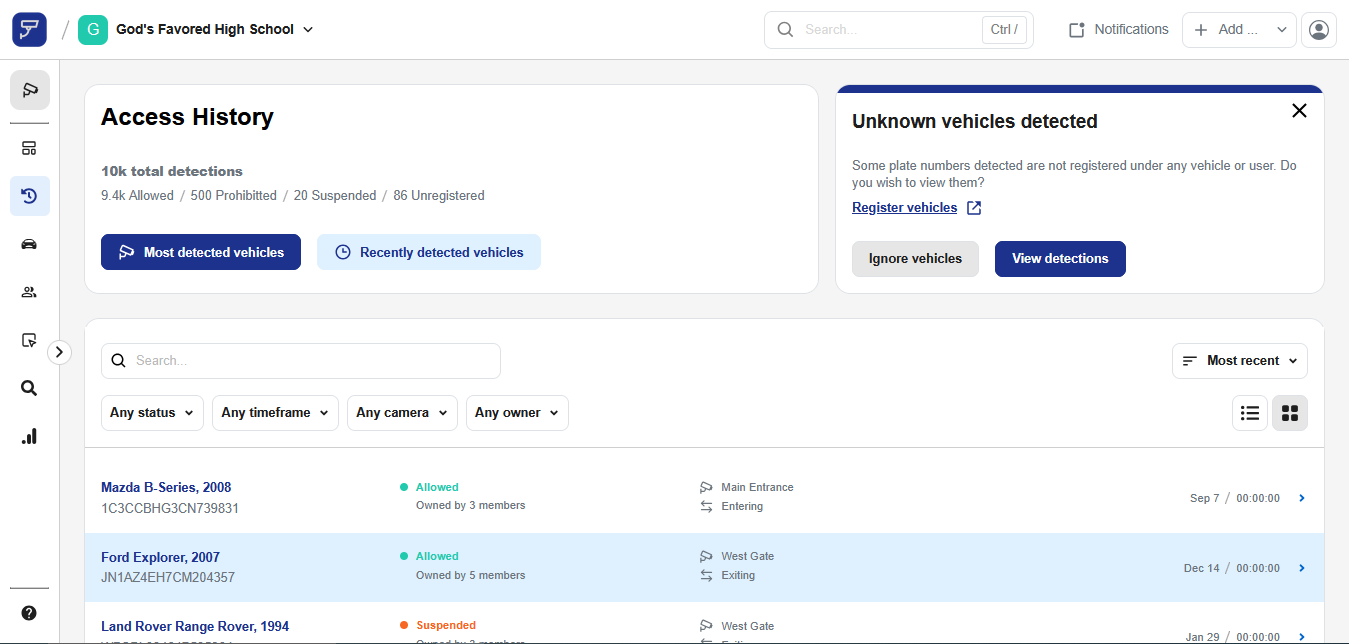 G God's Favored High School
Search...
Ctrl /
Notifications
Add ...
Access History
10k total detections
9.4k Allowed / 500 Prohibitted / 20 Suspended / 86 Unregistered
Most detected vehicles
Recently detected vehicles
Unknown vehicles detected
Some plate numbers detected are not registered under any vehicle or user. Do
you wish to view them?
Register vehicles
Ignore vehicles
View detections
Search...
Most recent
Any status
Any timeframe
Any camera
Any owner
Mazda B-Series, 2008
1C3CCBHG3CN739831
Allowed
Owned by 3 members
Main Entrance
Entering
Sep 7 / 00:00:00
Ford Explorer, 2007
JN1AZ4EH7CM204357
Allowed
Owned by 5 members
West Gate
Exiting
Dec 14 / 00:00:00
Land Rover Range Rover, 1994
Suspended
West Gate
Jan 29 / 00:00:00